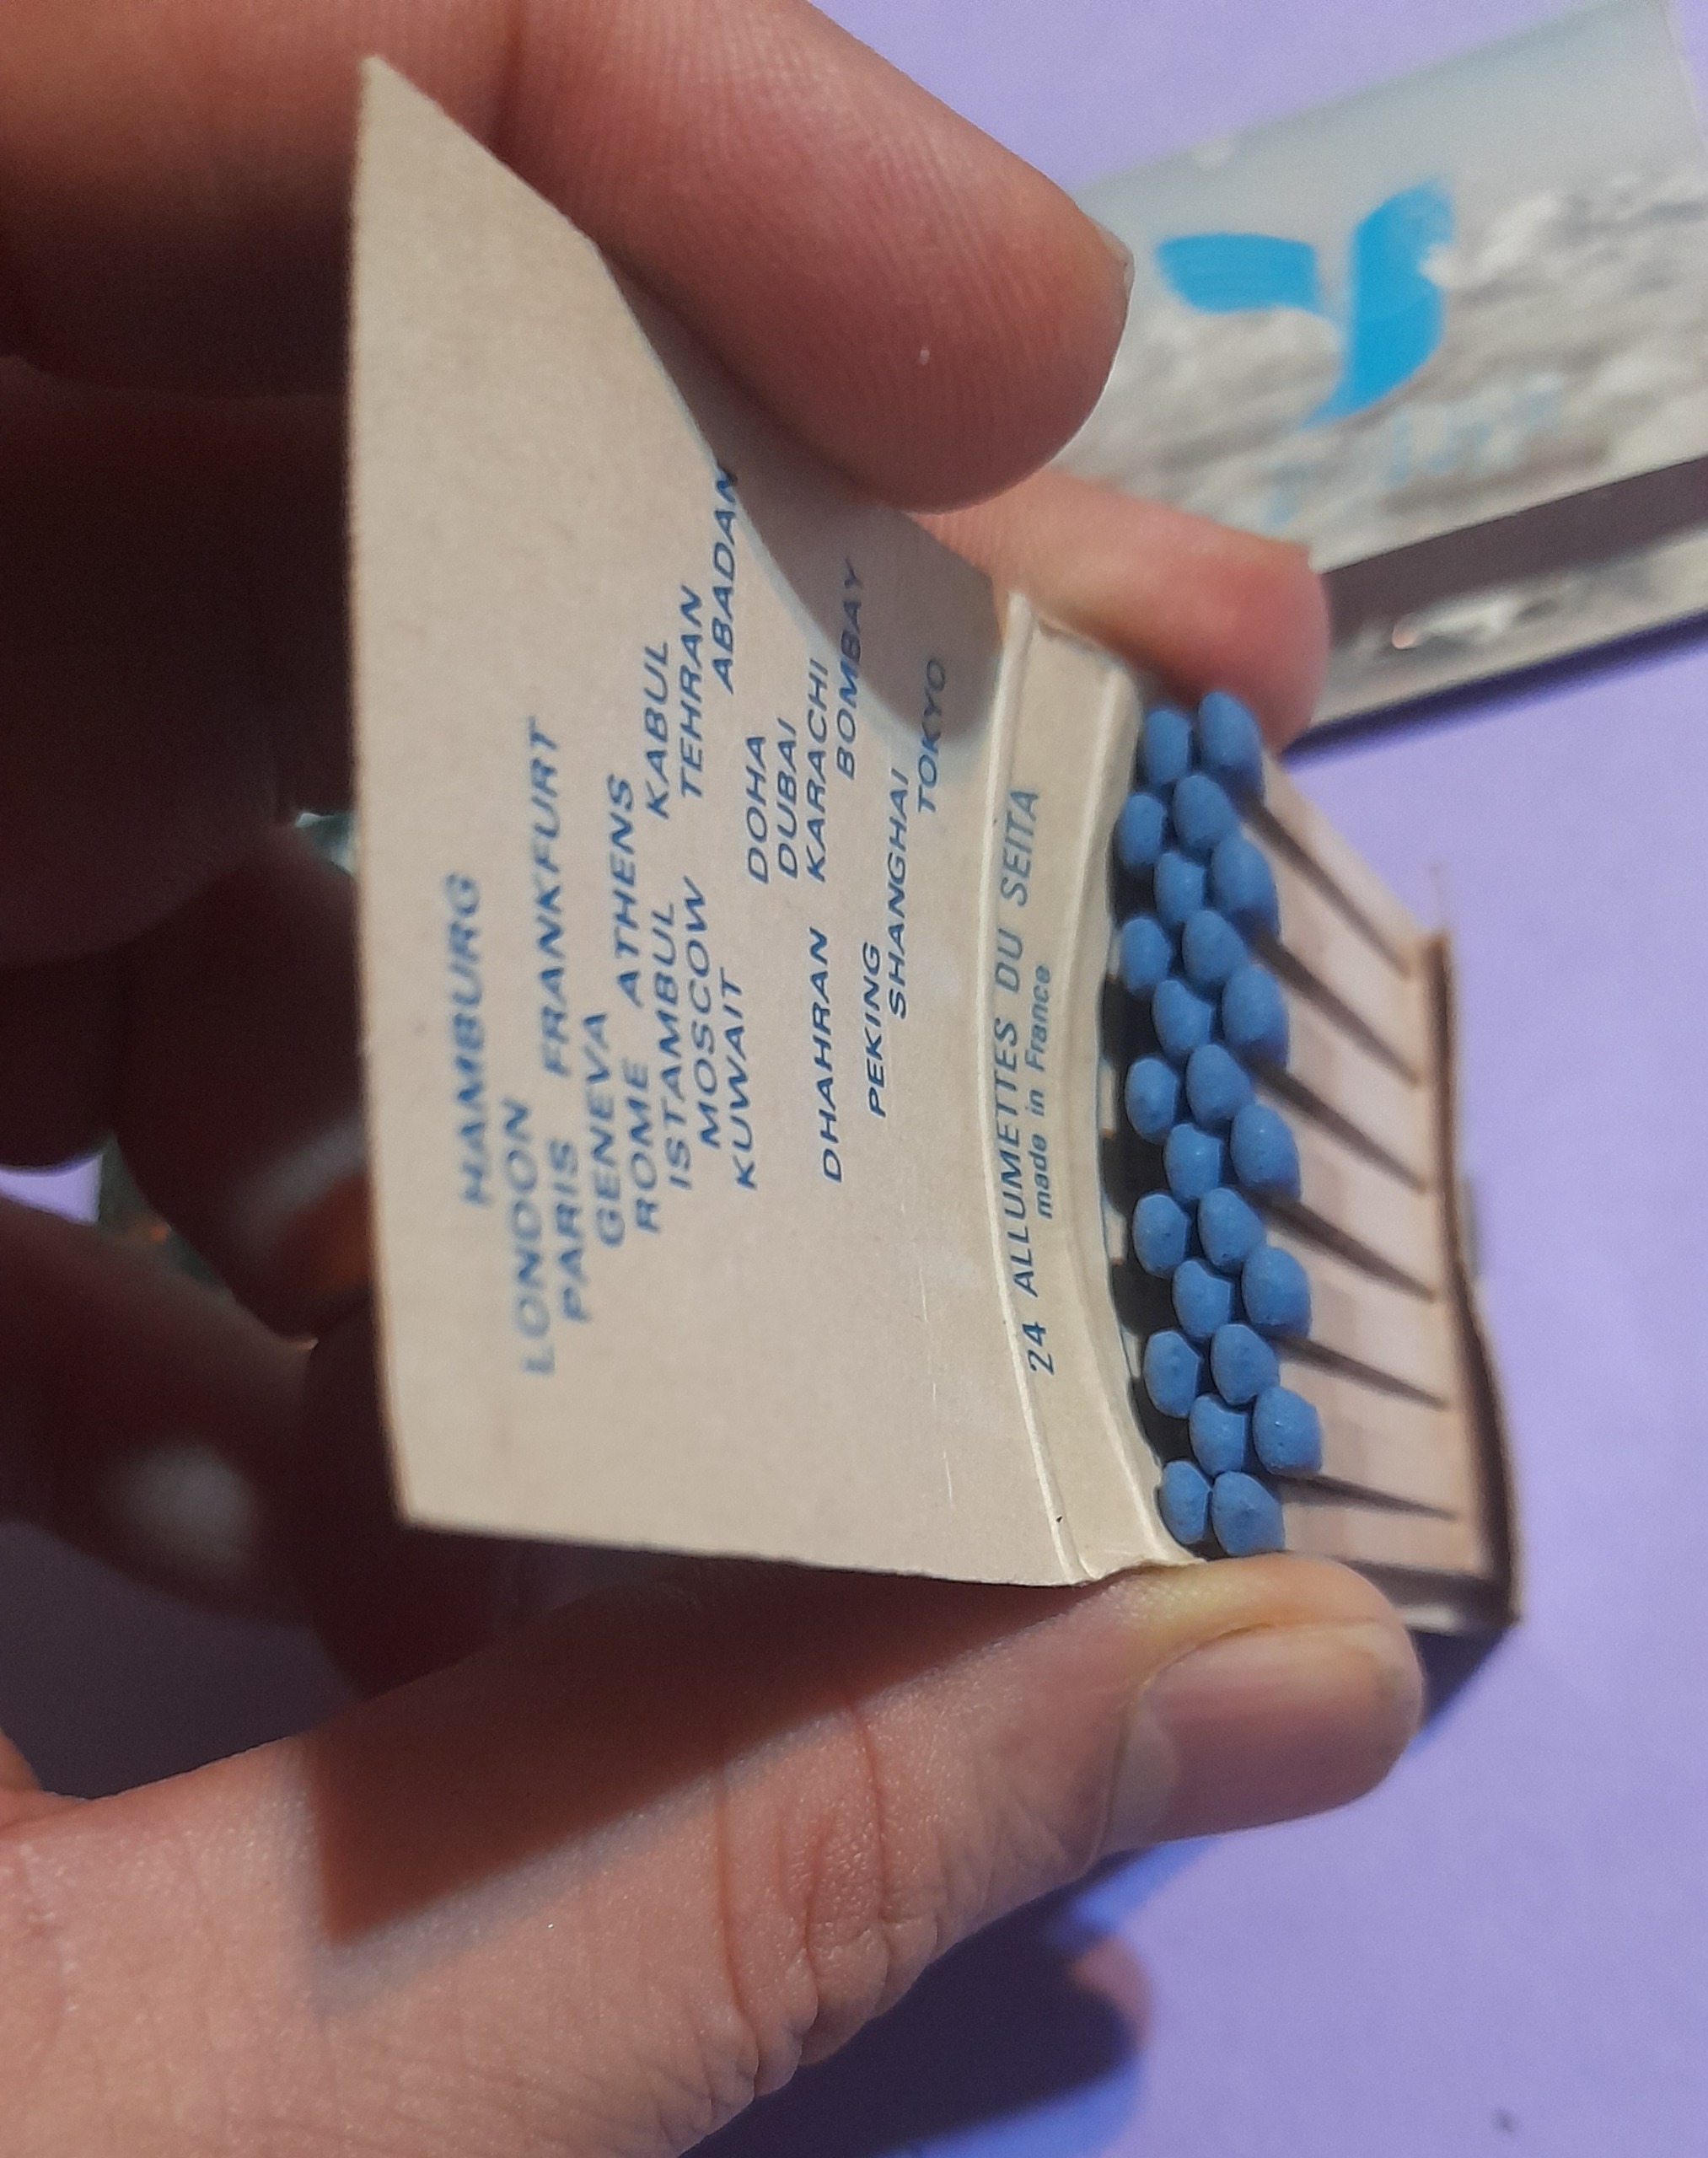 HAMBURG
LONDON
PARIS FRANKFURT
GENEVA
ROME ATHENS
ISTAMBUL KABUL
MOSCOW TEHRAN
KUWAIT ABADAN
DOHA
DUBAI
DHAHRAN KARACHI
BOMBAY
PEKING
SHANGHAI
TOKYO
24 ALLUMETTES DU SEITA
made in France